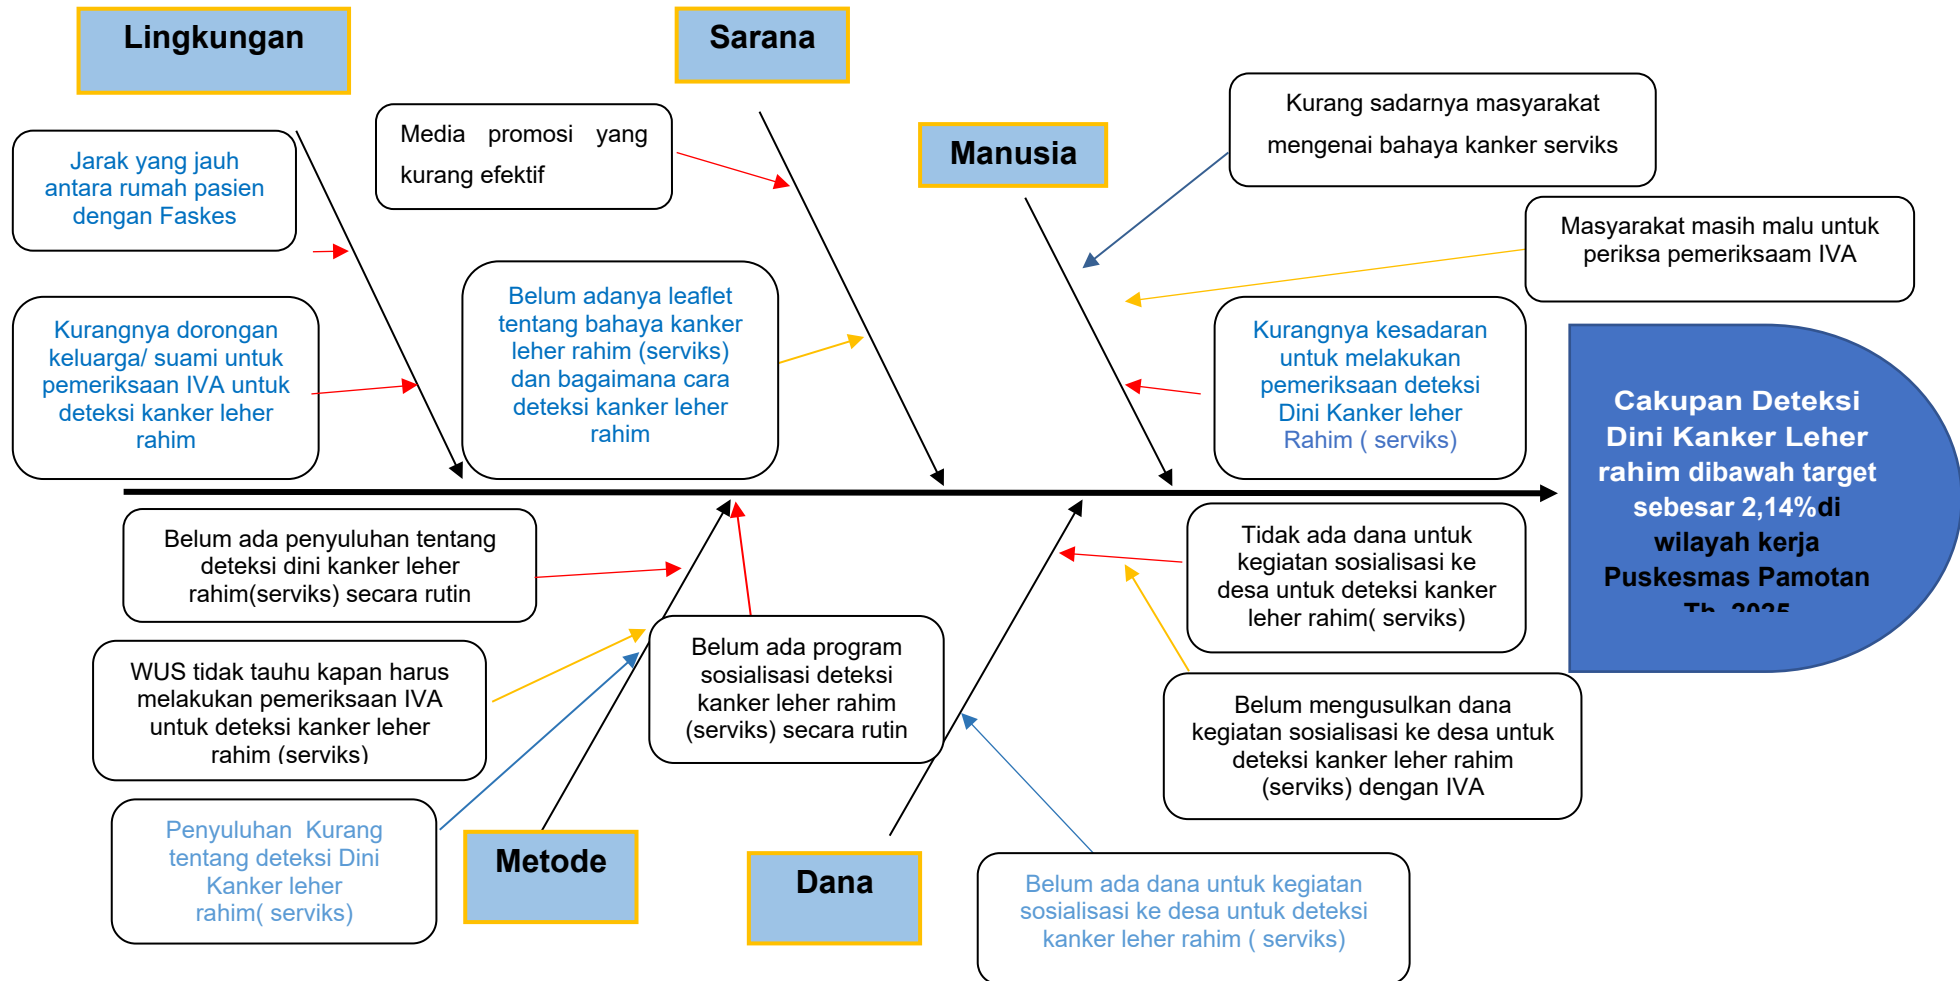 Lingkungan
Sarana
Manusia
Kurang sadarnya masyarakat
mengenai bahaya kanker serviks
Media promosi yang
kurang efektif
Jarak yang jauh
antara rumah pasien
dengan Faskes
Masyarakat masih malu untuk
periksa pemeriksaam IVA
Belum adanya leaflet
tentang bahaya kanker
leher rahim (serviks)
dan bagaimana cara
deteksi kanker leher
rahim
Kurangnya dorongan
keluarga/ suami untuk
pemeriksaan IVA untuk
deteksi kanker leher
rahim
Kurangnya kesadaran
untuk melakukan
pemeriksaan deteksi
Dini Kanker leher
Rahim ( serviks)
Cakupan Deteksi
Dini Kanker Leher
rahim dibawah target
sebesar 2,14%di
wilayah kerja
Puskesmas Pamotan
Th. 2025
Belum ada penyuluhan tentang
deteksi dini kanker leher
rahim(serviks) secara rutin
Tidak ada dana untuk
kegiatan sosialisasi ke
desa untuk deteksi kanker
leher rahim( serviks)
WUS tidak tauhu kapan harus
melakukan pemeriksaan IVA
untuk deteksi kanker leher
rahim (serviks)
Belum ada program
sosialisasi deteksi
kanker leher rahim
(serviks) secara rutin
Belum mengusulkan dana
kegiatan sosialisasi ke desa untuk
deteksi kanker leher rahim
(serviks) dengan IVA
Penyuluhan Kurang
tentang deteksi Dini
Kanker leher
rahim( serviks)
Metode
Dana
Belum ada dana untuk kegiatan
sosialisasi ke desa untuk deteksi
kanker leher rahim ( serviks)